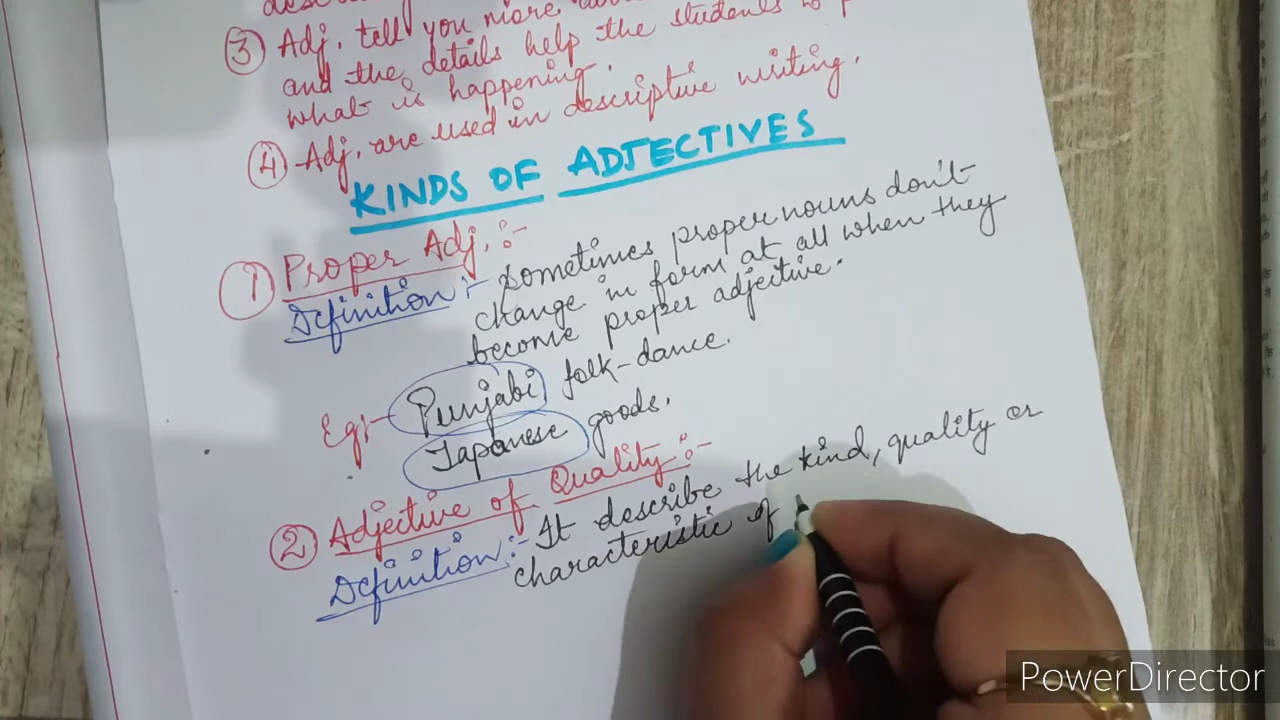 ③ Adj. tell you more
and the details help the students to
what is happening.
④ Adj. are used in descriptive writing.
KINDS OF ADJECTIVES
① Proper Adj. :-
Definition :- Sometimes proper nouns don't
change in form at all when they
become proper adjective.
Eg:- Punjabi folk-dance.
Japanese goods.
② Adjective of Quality :-
Definition :- It describe the kind, quality or
characteristic of
PowerDirector